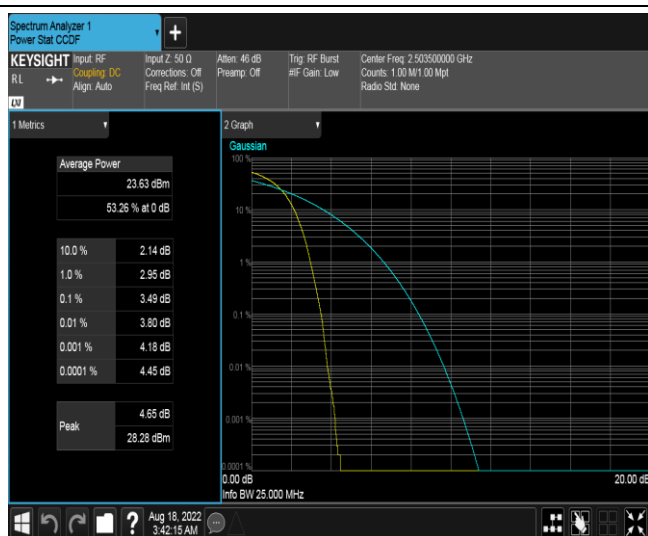 Spectrum Analyzer 1
Power Stat CCDF
+
KEYSIGHT
RL
LXI
Input: RF
Coupling: DC
Align: Auto
Input Z: 50 Ω
Corrections: Off
Freq Ref: Int (S)
Atten: 46 dB
Preamp: Off
Trig: RF Burst
#IF Gain: Low
Center Freq: 2.503500000 GHz
Counts: 1.00 M/1.00 Mpt
Radio Std: None
1 Metrics
Average Power
23.63 dBm
53.26 % at 0 dB
10.0 % 2.14 dB
1.0 % 2.95 dB
0.1 % 3.49 dB
0.01 % 3.80 dB
0.001 % 4.18 dB
0.0001 % 4.45 dB
Peak
4.65 dB
28.28 dBm
2 Graph
Gaussian
100 %
10 %
1 %
0.1 %
0.01 %
0.001 %
0.0001 %
0.00 dB 20.00 dB
Info BW 25.000 MHz
?
Aug 18, 2022
3:42:15 AM